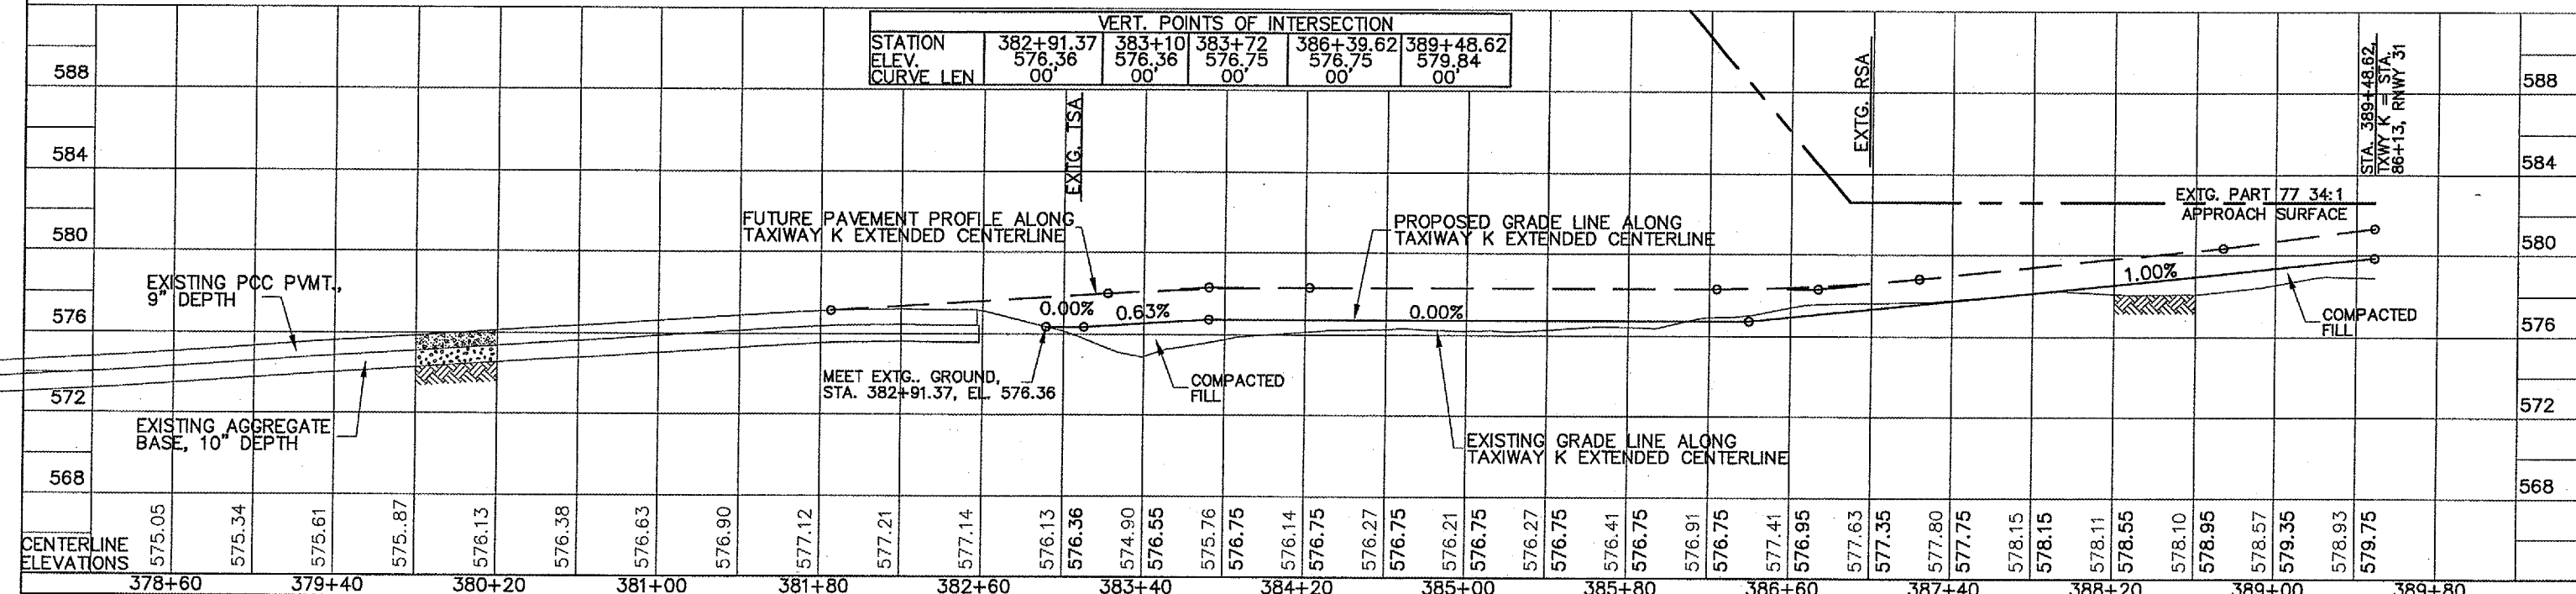 VERT. POINTS OF INTERSECTION
STATION 382+91.37 383+10 383+72 386+39.62 389+48.62
ELEV. 576.36 576.36 576.75 576.75 579.84
CURVE LEN 00' 00' 00' 00' 00'
588
588
EXTG. TSA
EXTG. RSA
STA. 389+48.62,
TXWY K = STA.
86+13, RNWY 31
584
584
EXTG. PART 77 34:1
APPROACH SURFACE
FUTURE PAVEMENT PROFILE ALONG
TAXIWAY K EXTENDED CENTERLINE
PROPOSED GRADE LINE ALONG
TAXIWAY K EXTENDED CENTERLINE
580
580
EXISTING PCC PVMT.,
9" DEPTH
0.00%
0.63%
0.00%
1.00%
576
576
COMPACTED
FILL
MEET EXTG.. GROUND,
STA. 382+91.37, EL. 576.36
COMPACTED
FILL
572
572
EXISTING AGGREGATE
BASE, 10" DEPTH
EXISTING GRADE LINE ALONG
TAXIWAY K EXTENDED CENTERLINE
568
568
CENTERLINE
ELEVATIONS
575.05
575.34
575.61
575.87
576.13
576.38
576.63
576.90
577.12
577.21
577.14
576.13
576.36
574.90
576.55
575.76
576.75
576.14
576.75
576.27
576.75
576.21
576.75
576.27
576.75
576.41
576.75
576.91
576.75
577.41
576.95
577.63
577.35
577.80
577.75
578.15
578.15
578.11
578.55
578.10
578.95
578.57
579.35
578.93
579.75
378+60 379+40 380+20 381+00 381+80 382+60 383+40 384+20 385+00 385+80 386+60 387+40 388+20 389+00 389+80